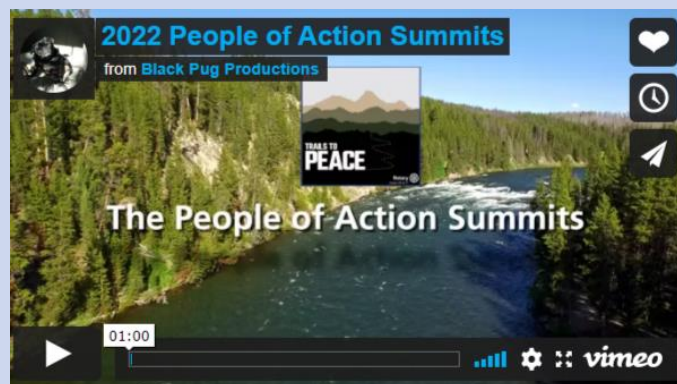 2022 People of Action Summits
from Black Pug Productions
TRAILS TO
PEACE
Rotary
The People of Action Summits
01:00
vimeo